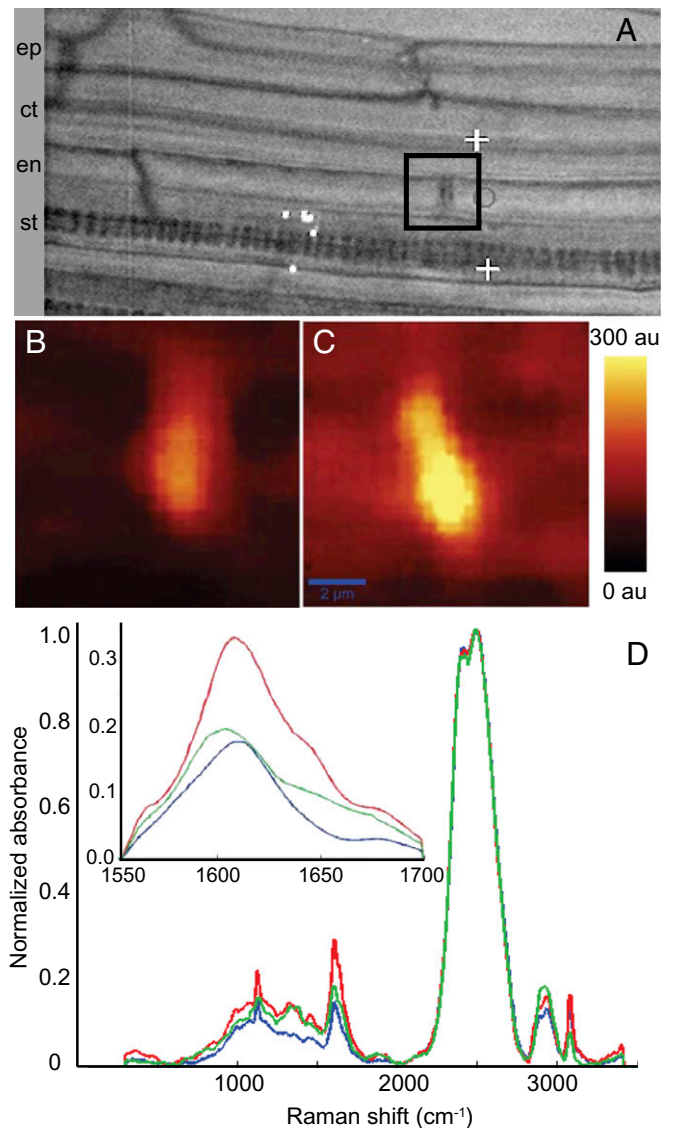 A
ep
ct
en
st
B
C
300 au
2 µm
0 au
D
Normalized absorbance
1.0
0.8
0.6
0.4
0.2
0
0.3
0.2
0.1
0.0
1550
1600
1650
1700
1000
2000
3000
Raman shift (cm⁻¹)